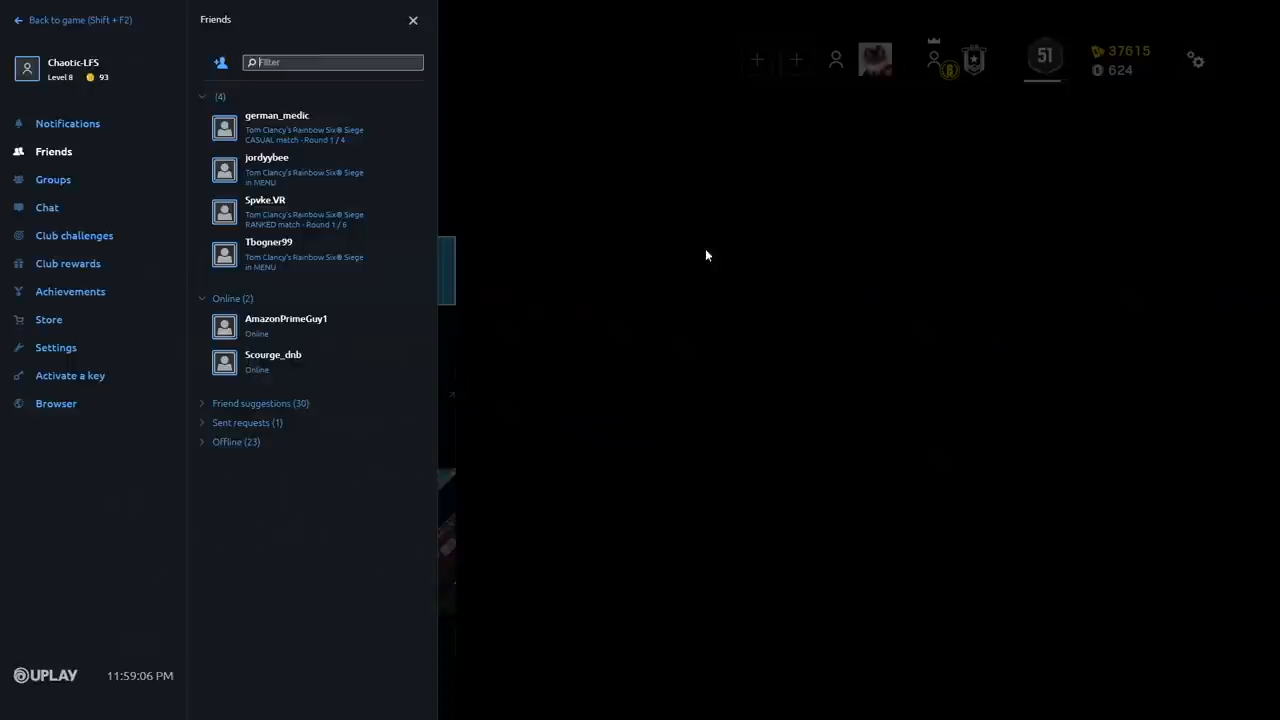 Back to game (Shift + F2)
Chaotic-LFS
Level 8 93
Notifications
Friends
Groups
Chat
Club challenges
Club rewards
Achievements
Store
Settings
Activate a key
Browser
UPLAY 11:59:06 PM
Friends
Filter
(4)
german_medic
Tom Clancy's Rainbow Six® Siege
CASUAL match - Round 1 / 4
jordyybee
Tom Clancy's Rainbow Six® Siege
in MENU
Spvke.VR
Tom Clancy's Rainbow Six® Siege
RANKED match - Round 1 / 6
Tbogner99
Tom Clancy's Rainbow Six® Siege
in MENU
Online (2)
AmazonPrimeGuy1
Online
Scourge_dnb
Online
Friend suggestions (30)
Sent requests (1)
Offline (23)
51
37615
624